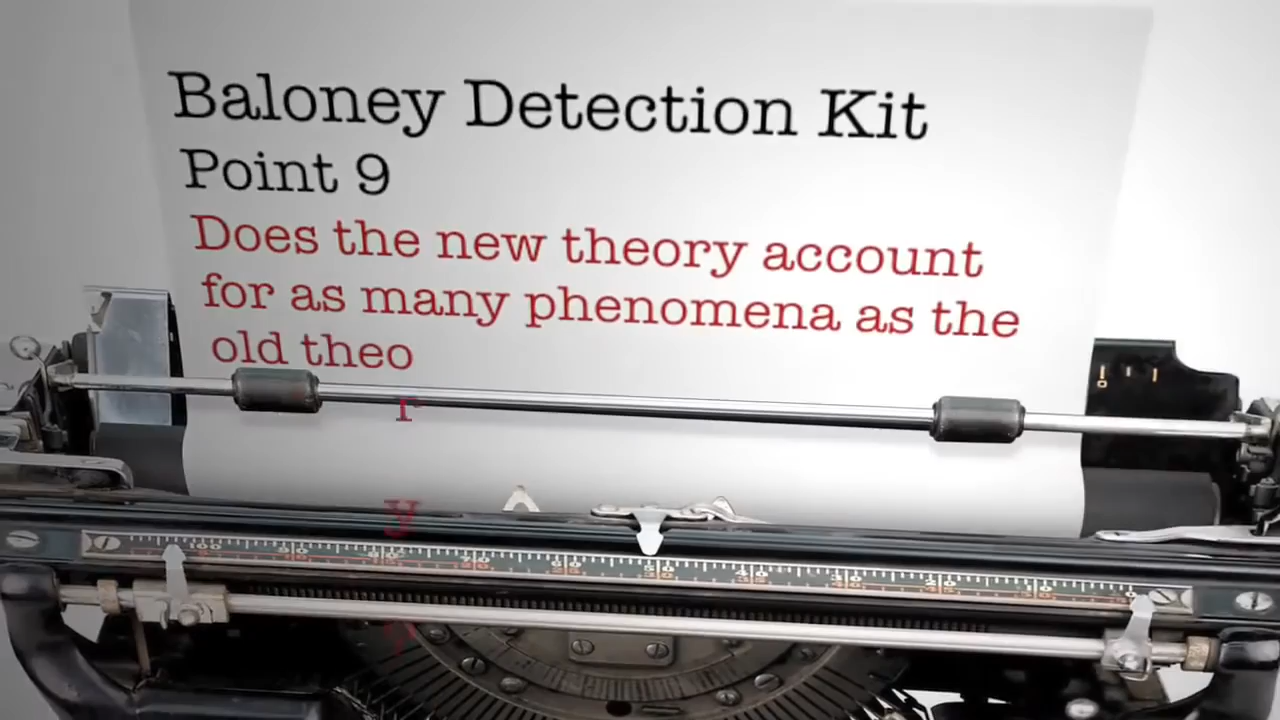 Baloney Detection Kit
Point 9
Does the new theory account
for as many phenomena as the
old theo
r
y